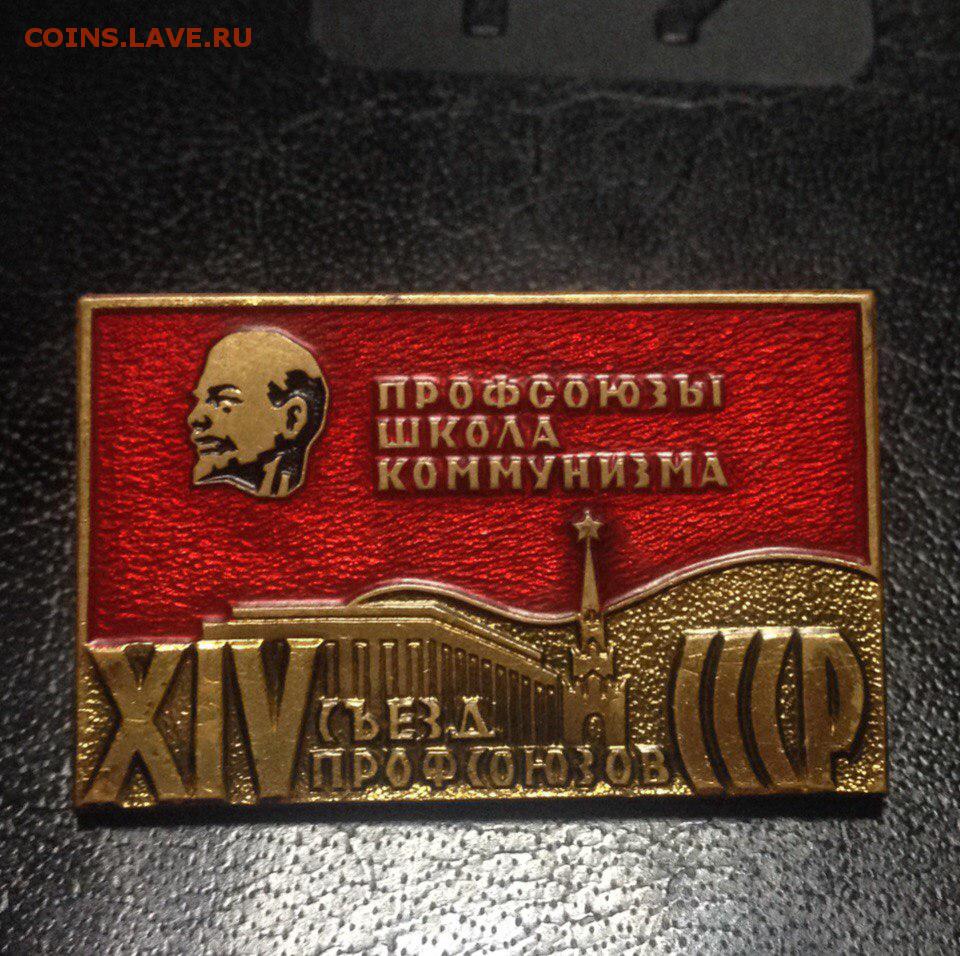 COINS.LAVE.RU
ПРОФСОЮЗЫ
ШКОЛА
КОММУНИЗМА
XIV СЪЕЗД
ПРОФСОЮЗОВ СССР